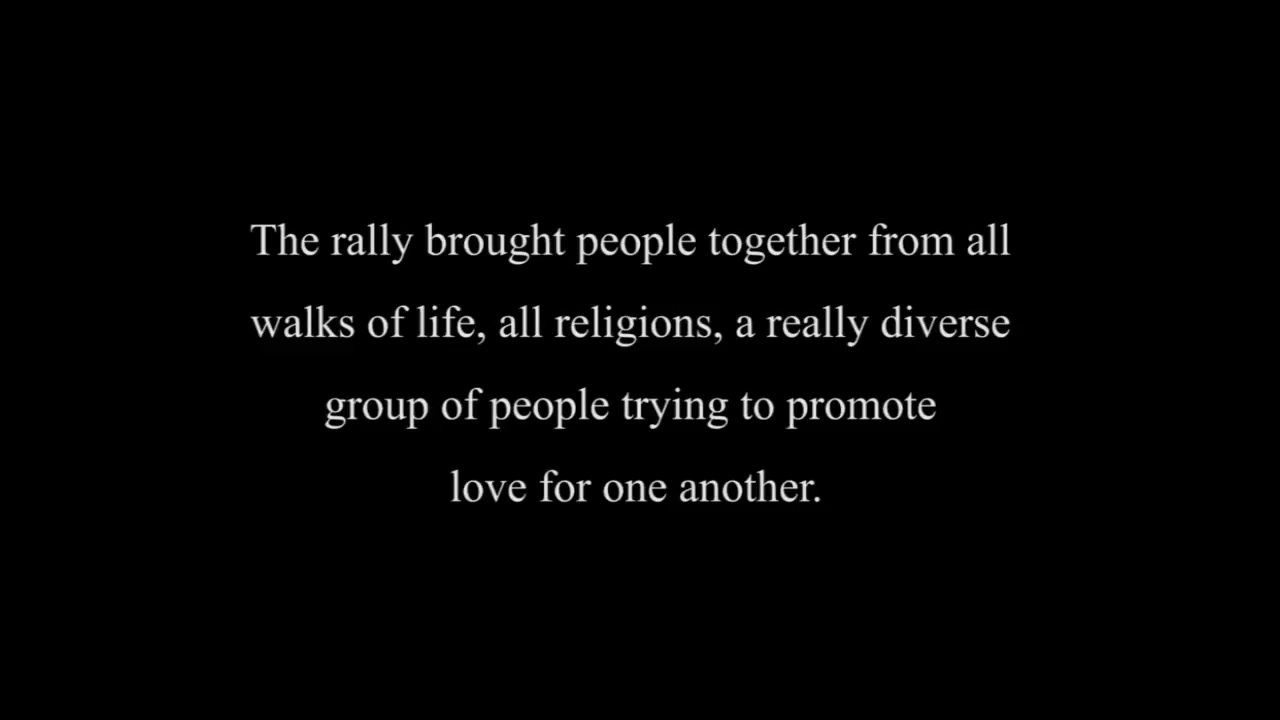 The rally brought people together from all
walks of life, all religions, a really diverse
group of people trying to promote
love for one another.